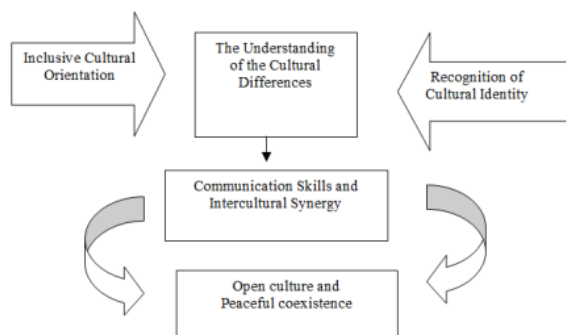 Inclusive Cultural
Orientation
The Understanding
of the Cultural
Differences
Recognition of
Cultural Identity
Communication Skills and
Intercultural Synergy
Open culture and
Peaceful coexistence